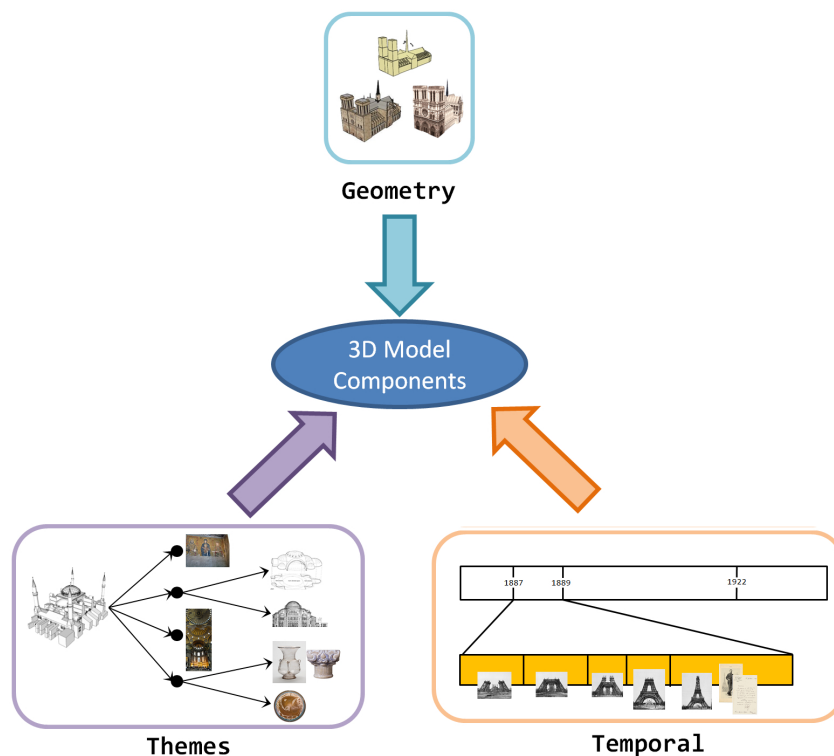 Geometry
3D Model
Components
1887
1889
1922
Themes
Temporal